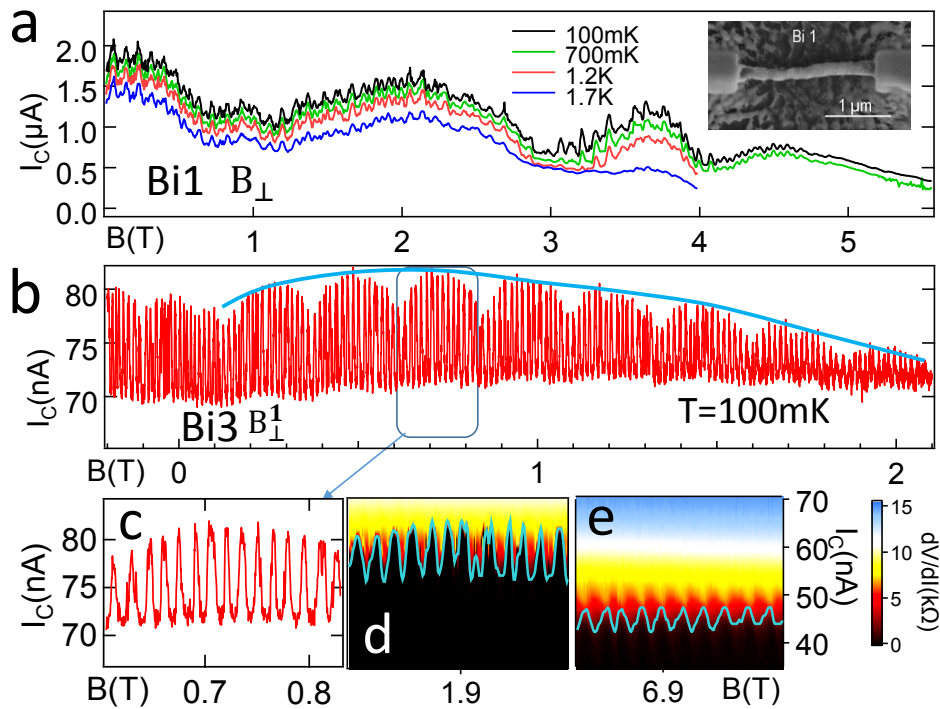 a
I_C(μA)
2.0
1.5
1.0
0.5
0.0
100mK
700mK
1.2K
1.7K
Bi 1
1 μm
Bi1 B_⊥
B(T) 1 2 3 4 5
b
I_C(nA)
80
70
Bi3 B_⊥^1
T=100mK
B(T) 0 1 2
c
I_C(nA)
80
70
B(T) 0.7 0.8
d
1.9
e
6.9 B(T)
70
60
50
35
I_C(nA)
15
10
5
0
dV/dI(kΩ)